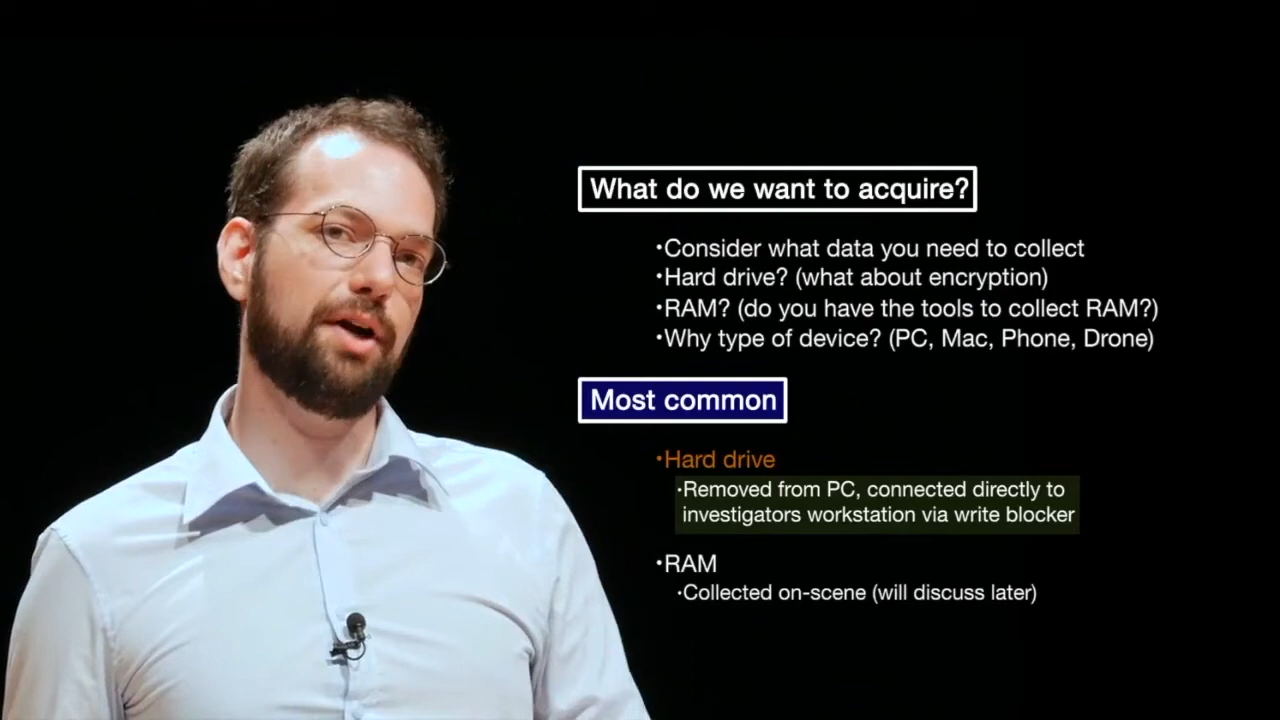 What do we want to acquire?
•Consider what data you need to collect
•Hard drive? (what about encryption)
•RAM? (do you have the tools to collect RAM?)
•Why type of device? (PC, Mac, Phone, Drone)
Most common
•Hard drive
•Removed from PC, connected directly to
investigators workstation via write blocker
•RAM
•Collected on-scene (will discuss later)